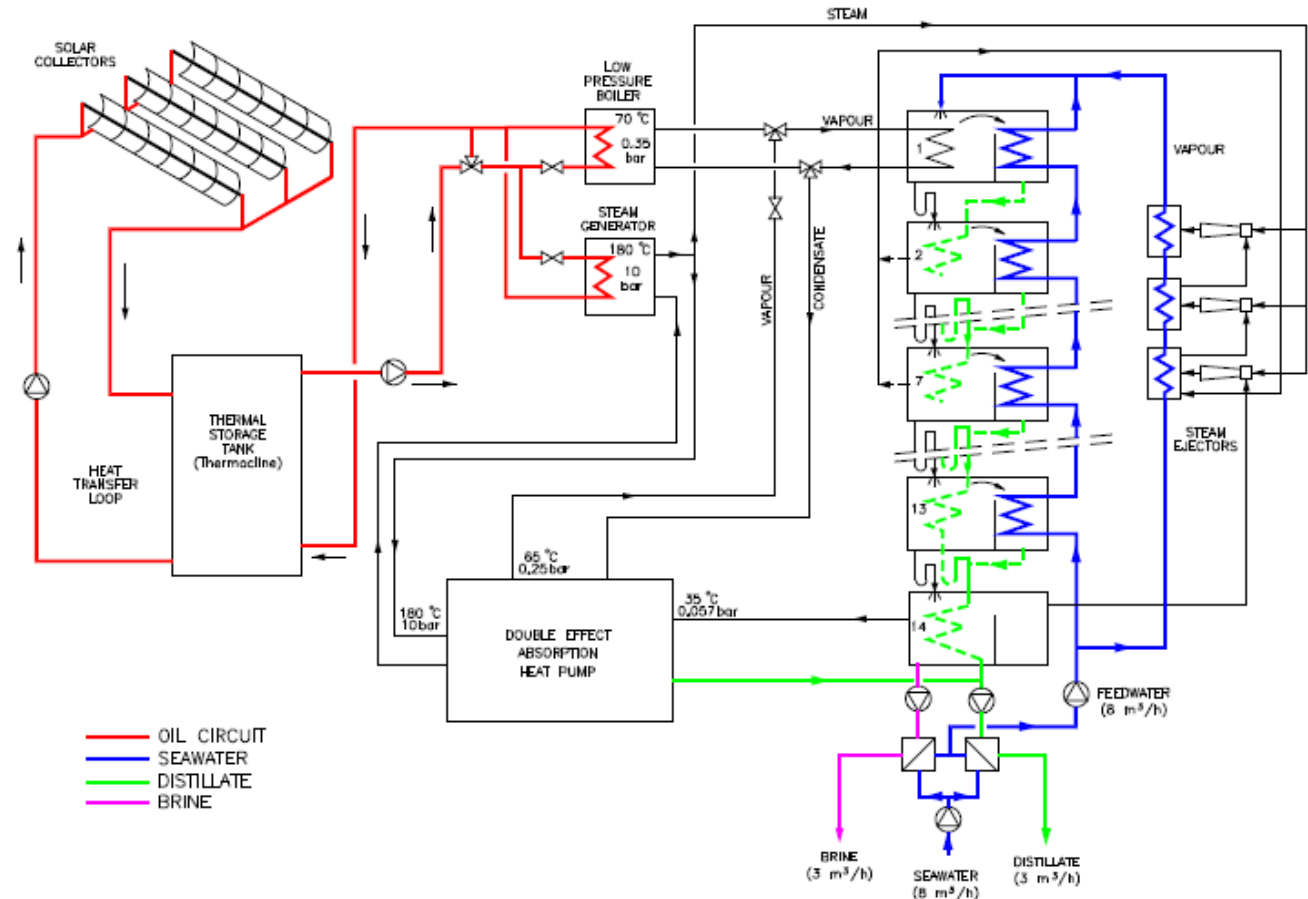 STEAM
SOLAR
COLLECTORS
LOW
PRESSURE
BOILER
70 °C
0.35
bar
VAPOUR
1
VAPOUR
STEAM
GENERATOR
180 °C
10
bar
2
VAPOUR
CONDENSATE
7
THERMAL
STORAGE
TANK
(Thermocline)
HEAT
TRANSFER
LOOP
STEAM
EJECTORS
13
65 °C
0,25bar
180 °C
10bar
35 °C
0,057bar
14
DOUBLE EFFECT
ABSORPTION
HEAT PUMP
FEEDWATER
(8 m³/h)
OIL CIRCUIT
SEAWATER
DISTILLATE
BRINE
BRINE
(3 m³/h)
SEAWATER
(8 m³/h)
DISTILLATE
(3 m³/h)